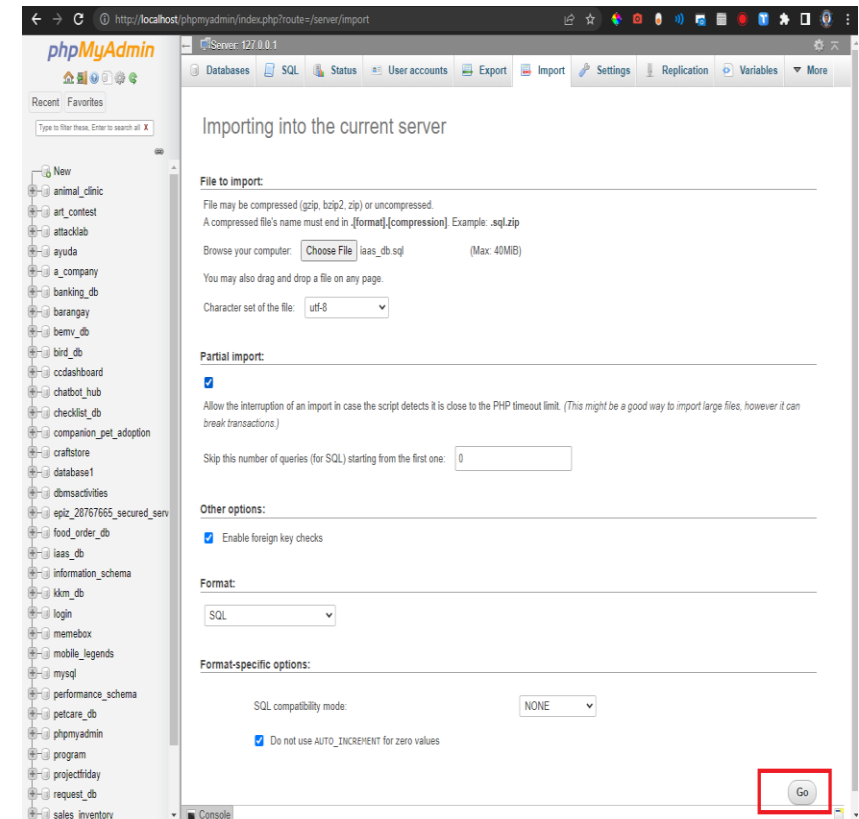 http://localhost/phpmyadmin/index.php?route=/server/import
phpMyAdmin
Recent Favorites
Type to filter these, Enter to search all X
New
animal_clinic
art_contest
attacklab
ayuda
a_company
banking_db
barangay
bemv_db
bird_db
ccdashboard
chatbot_hub
checklist_db
companion_pet_adoption
craftstore
database1
dbmsactivities
epiz_28767665_secured_serv
food_order_db
iaas_db
information_schema
kkm_db
login
memebox
mobile_legends
mysql
performance_schema
petcare_db
phpmyadmin
program
projectfriday
request_db
sales_inventory
Server: 127.0.0.1
Databases SQL Status User accounts Export Import Settings Replication Variables More
Importing into the current server
File to import:
File may be compressed (gzip, bzip2, zip) or uncompressed.
A compressed file's name must end in .[format].[compression]. Example: .sql.zip
Browse your computer: Choose File iaas_db.sql (Max: 40MiB)
You may also drag and drop a file on any page.
Character set of the file: utf-8
Partial import:
Allow the interruption of an import in case the script detects it is close to the PHP timeout limit. (This might be a good way to import large files, however it can
break transactions.)
Skip this number of queries (for SQL) starting from the first one: 0
Other options:
Enable foreign key checks
Format:
SQL
Format-specific options:
SQL compatibility mode: NONE
Do not use AUTO_INCREMENT for zero values
Go
Console